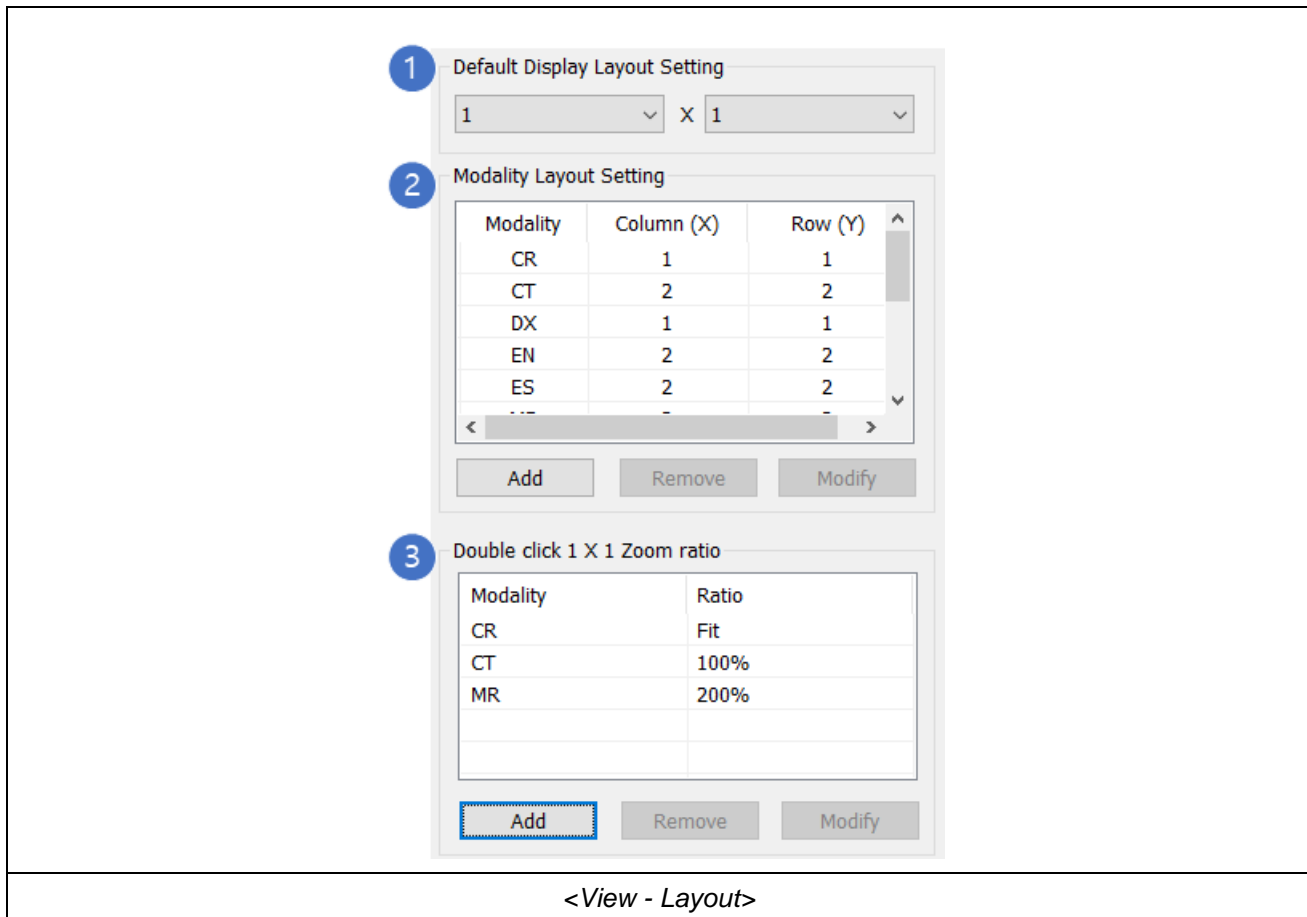 1 Default Display Layout Setting
1 X 1
2 Modality Layout Setting
Modality Column (X) Row (Y)
CR 1 1
CT 2 2
DX 1 1
EN 2 2
ES 2 2
Add Remove Modify
3 Double click 1 X 1 Zoom ratio
Modality Ratio
CR Fit
CT 100%
MR 200%
Add Remove Modify
<View - Layout>